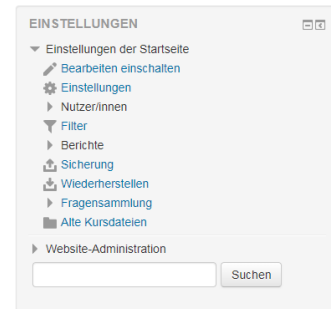 EINSTELLUNGEN
Einstellungen der Startseite
Bearbeiten einschalten
Einstellungen
Nutzer/innen
Filter
Berichte
Sicherung
Wiederherstellen
Fragensammlung
Alte Kursdateien
Website-Administration
Suchen